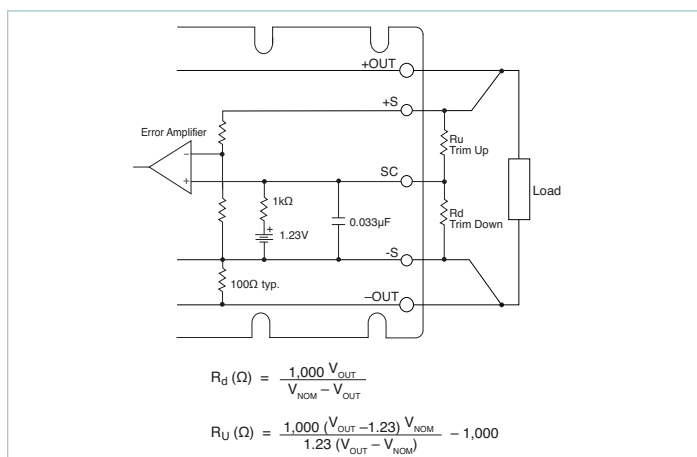 +OUT
+S
Error Amplifier
Ru
Trim Up
−
+
SC
1kΩ
+
1.23V
0.033µF
Rd
Trim Down
Load
-S
100Ω typ.
–OUT
Rd (Ω) = 1,000 VOUT / VNOM – VOUT
RU (Ω) = 1,000 (VOUT –1.23) VNOM / 1.23 (VOUT – VNOM) – 1,000